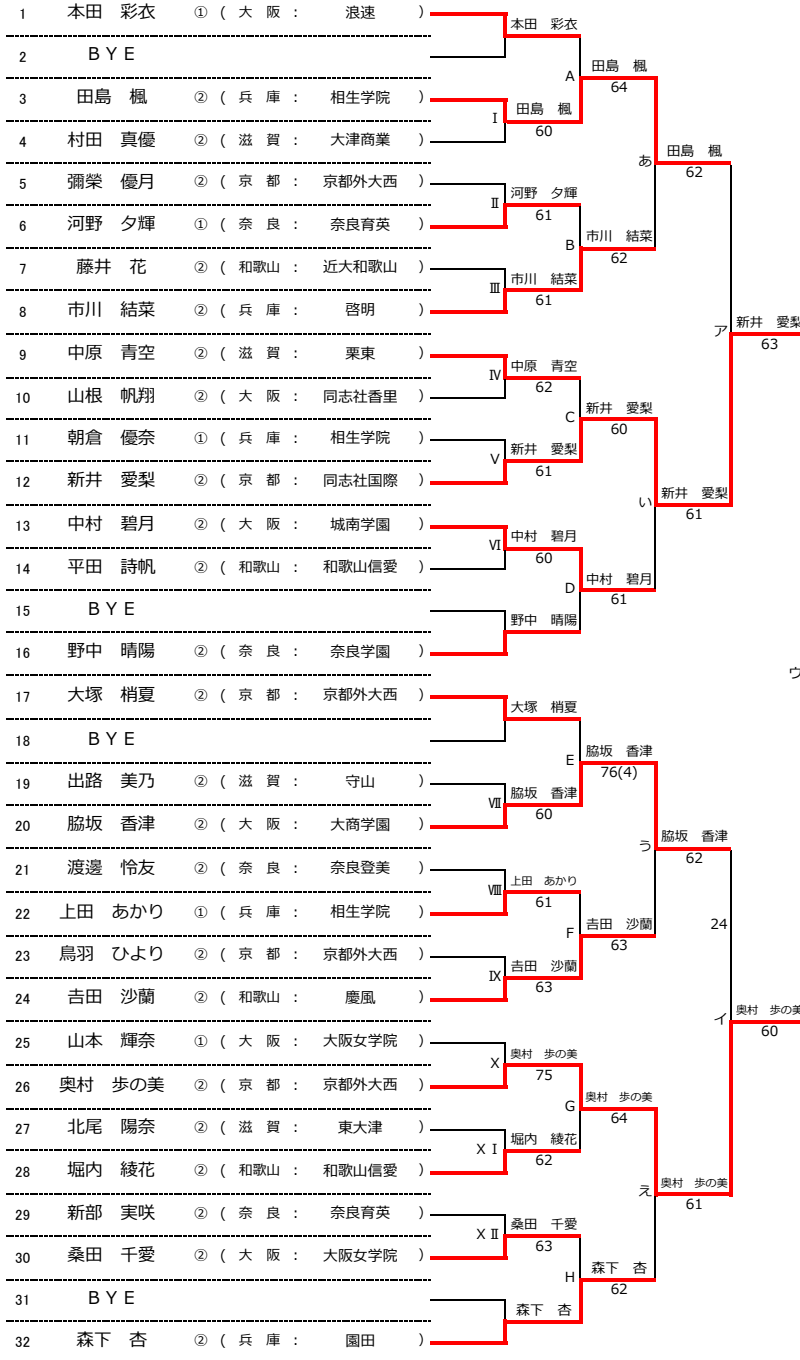 1 本田 彩衣 ① ( 大 阪 : 浪速 )
2 ＢＹＥ
3 田島 楓 ② ( 兵 庫 : 相生学院 )
4 村田 真優 ② ( 滋 賀 : 大津商業 )
5 彌榮 優月 ② ( 京 都 : 京都外大西 )
6 河野 夕輝 ① ( 奈 良 : 奈良育英 )
7 藤井 花 ② ( 和歌山 : 近大和歌山 )
8 市川 結菜 ② ( 兵 庫 : 啓明 )
9 中原 青空 ② ( 滋 賀 : 栗東 )
10 山根 帆翔 ② ( 大 阪 : 同志社香里 )
11 朝倉 優奈 ① ( 兵 庫 : 相生学院 )
12 新井 愛梨 ② ( 京 都 : 同志社国際 )
13 中村 碧月 ② ( 大 阪 : 城南学園 )
14 平田 詩帆 ② ( 和歌山 : 和歌山信愛 )
15 ＢＹＥ
16 野中 晴陽 ② ( 奈 良 : 奈良学園 )
17 大塚 梢夏 ② ( 京 都 : 京都外大西 )
18 ＢＹＥ
19 出路 美乃 ② ( 滋 賀 : 守山 )
20 脇坂 香津 ② ( 大 阪 : 大商学園 )
21 渡邊 怜友 ② ( 奈 良 : 奈良登美 )
22 上田 あかり ① ( 兵 庫 : 相生学院 )
23 鳥羽 ひより ② ( 京 都 : 京都外大西 )
24 𠮷田 沙蘭 ② ( 和歌山 : 慶風 )
25 山本 輝奈 ① ( 大 阪 : 大阪女学院 )
26 奥村 歩の美 ② ( 京 都 : 京都外大西 )
27 北尾 陽奈 ② ( 滋 賀 : 東大津 )
28 堀内 綾花 ② ( 和歌山 : 和歌山信愛 )
29 新部 実咲 ② ( 奈 良 : 奈良育英 )
30 桑田 千愛 ② ( 大 阪 : 大阪女学院 )
31 ＢＹＥ
32 森下 杏 ② ( 兵 庫 : 園田 )
本田 彩衣
Ⅰ
田島 楓
60
Ⅱ
河野 夕輝
61
Ⅲ
市川 結菜
61
Ⅳ
中原 青空
62
Ⅴ
新井 愛梨
61
Ⅵ
中村 碧月
60
野中 晴陽
大塚 梢夏
Ⅶ
脇坂 香津
60
Ⅷ
上田 あかり
61
Ⅸ
𠮷田 沙蘭
63
Ⅹ
奥村 歩の美
75
ⅩⅠ
堀内 綾花
62
ⅩⅡ
桑田 千愛
63
森下 杏
A
田島 楓
64
B
市川 結菜
62
C
新井 愛梨
60
D
中村 碧月
61
E
脇坂 香津
76(4)
F
𠮷田 沙蘭
63
G
奥村 歩の美
64
H
森下 杏
62
あ
田島 楓
62
い
新井 愛梨
61
う
脇坂 香津
62
え
奥村 歩の美
61
ア
新井 愛梨
63
24
イ
奥村 歩の美
60
ウ